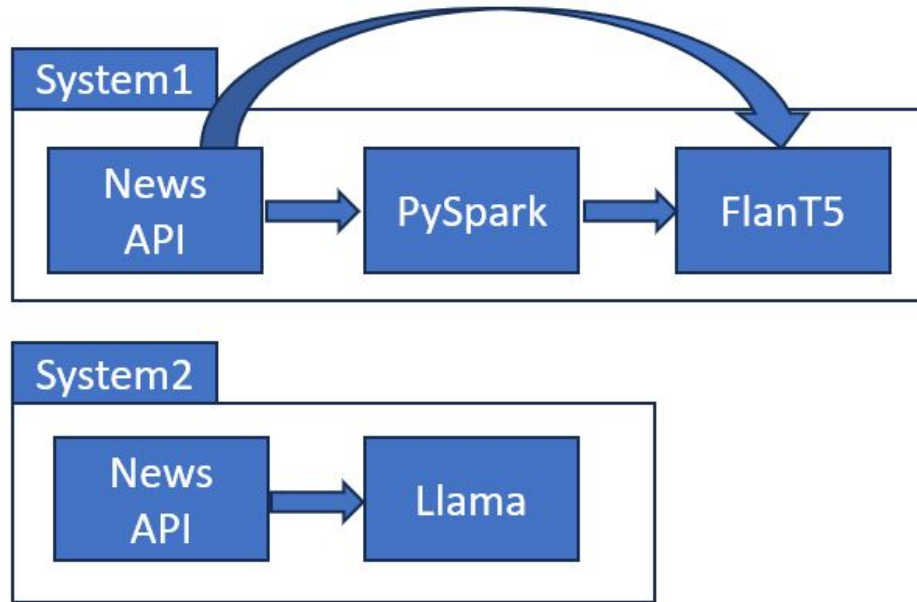 System1
News
API
PySpark
FlanT5
System2
News
API
Llama